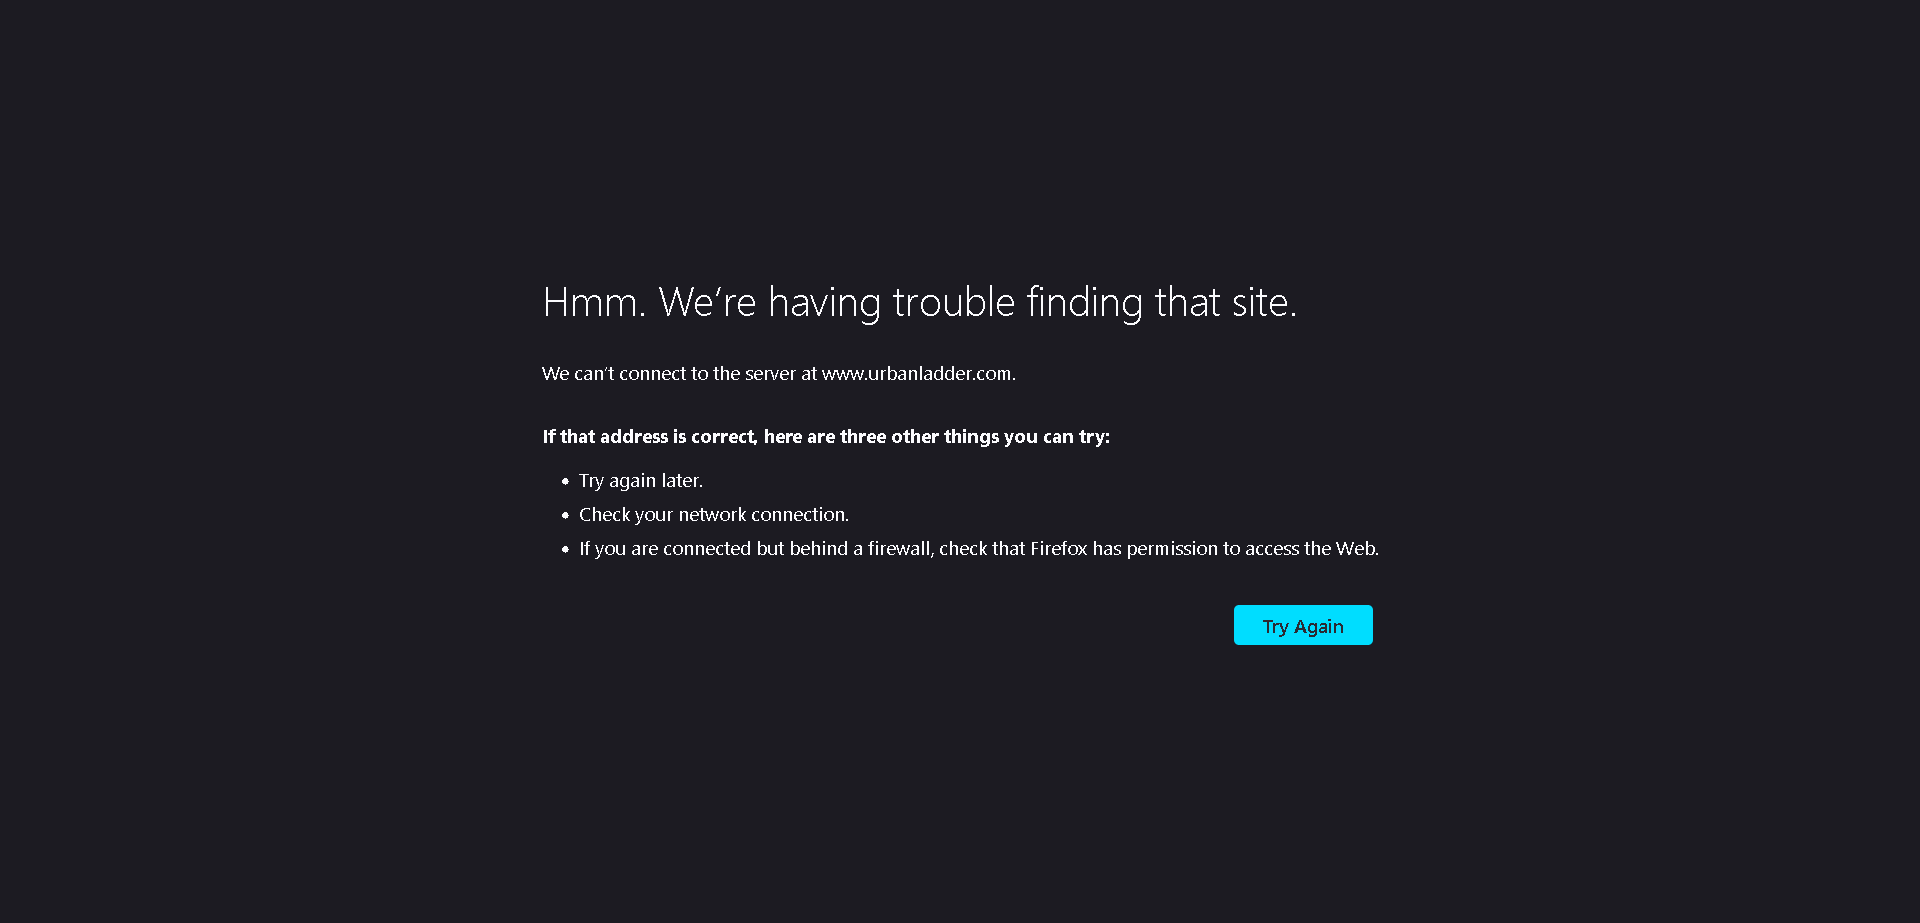 Hmm. We’re having trouble finding that site.
We can’t connect to the server at www.urbanladder.com.
If that address is correct, here are three other things you can try:
• Try again later.
• Check your network connection.
• If you are connected but behind a firewall, check that Firefox has permission to access the Web.
Try Again